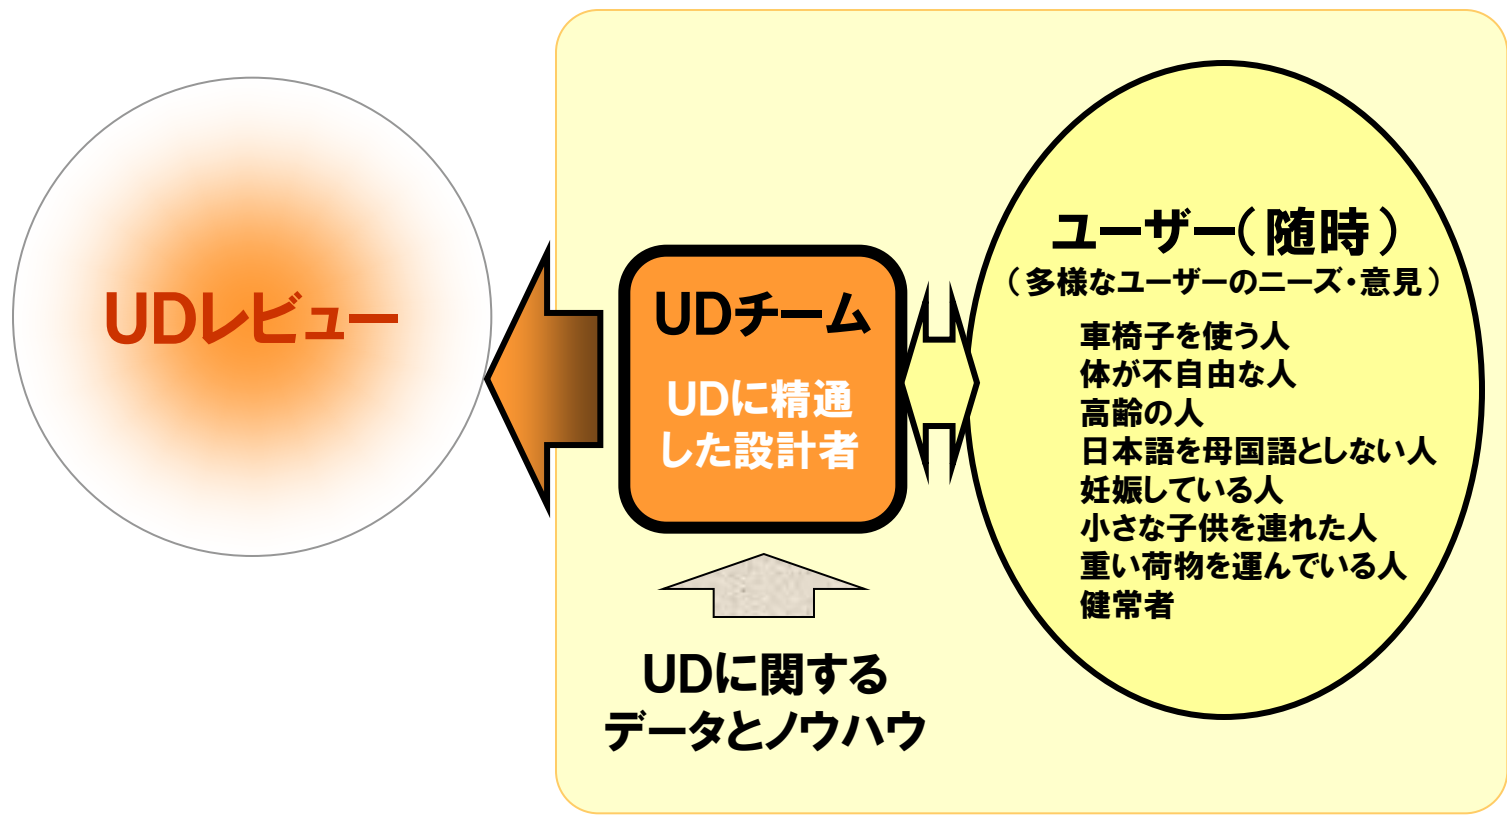 UDレビュー
UDチーム
UDに精通
した設計者
UDに関する
データとノウハウ
ユーザー(随時)
(多様なユーザーのニーズ・意見)
車椅子を使う人
体が不自由な人
高齢の人
日本語を母国語としない人
妊娠している人
小さな子供を連れた人
重い荷物を運んでいる人
健常者